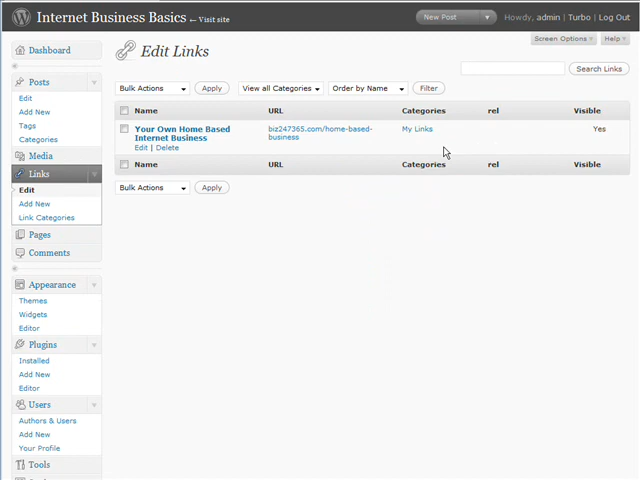 Internet Business Basics ← Visit site
New Post
Howdy, admin | Turbo | Log Out
Screen Options
Help
Edit Links
Search Links
Bulk Actions
Apply
View all Categories
Order by Name
Filter
Name URL Categories rel Visible
Your Own Home Based Internet Business
Edit | Delete
biz247365.com/home-based-
business
My Links
Yes
Name URL Categories rel Visible
Bulk Actions
Apply
Dashboard
Posts
Edit
Add New
Tags
Categories
Media
Links
Edit
Add New
Link Categories
Pages
Comments
Appearance
Themes
Widgets
Editor
Plugins
Installed
Add New
Editor
Users
Authors & Users
Add New
Your Profile
Tools